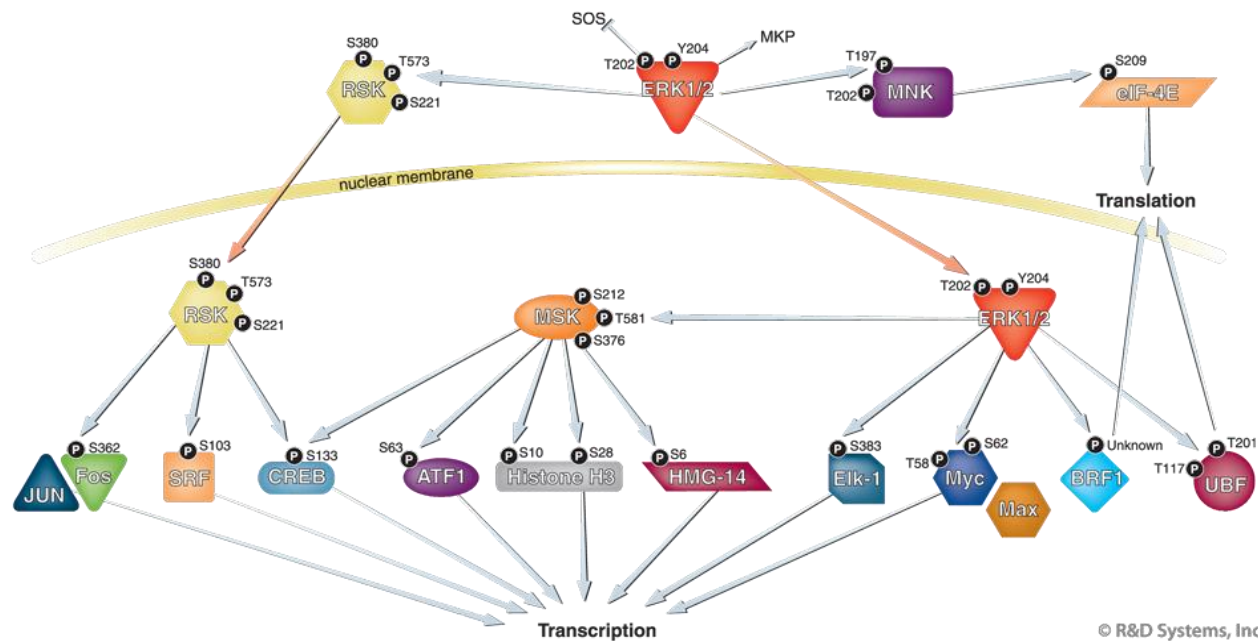 SOS
MKP
S380
P
T573
P
RSK
P
S221
T202
P
Y204
P
ERK1/2
T197
P
T202
P
MNK
S209
P
eIF-4E
nuclear membrane
Translation
S380
P
T573
P
RSK
P
S221
P
S212
MSK
P
T581
P
S376
T202
P
Y204
P
ERK1/2
P
S362
JUN
Fos
P
S103
SRF
P
S133
CREB
S63
P
ATF1
P
S10
P
S28
Histone H3
P
S6
HMG-14
P
S383
Elk-1
T58
P
P
S62
Myc
Max
P
Unknown
BRF1
T201
P
T117
P
UBF
Transcription
© R&D Systems, Inc